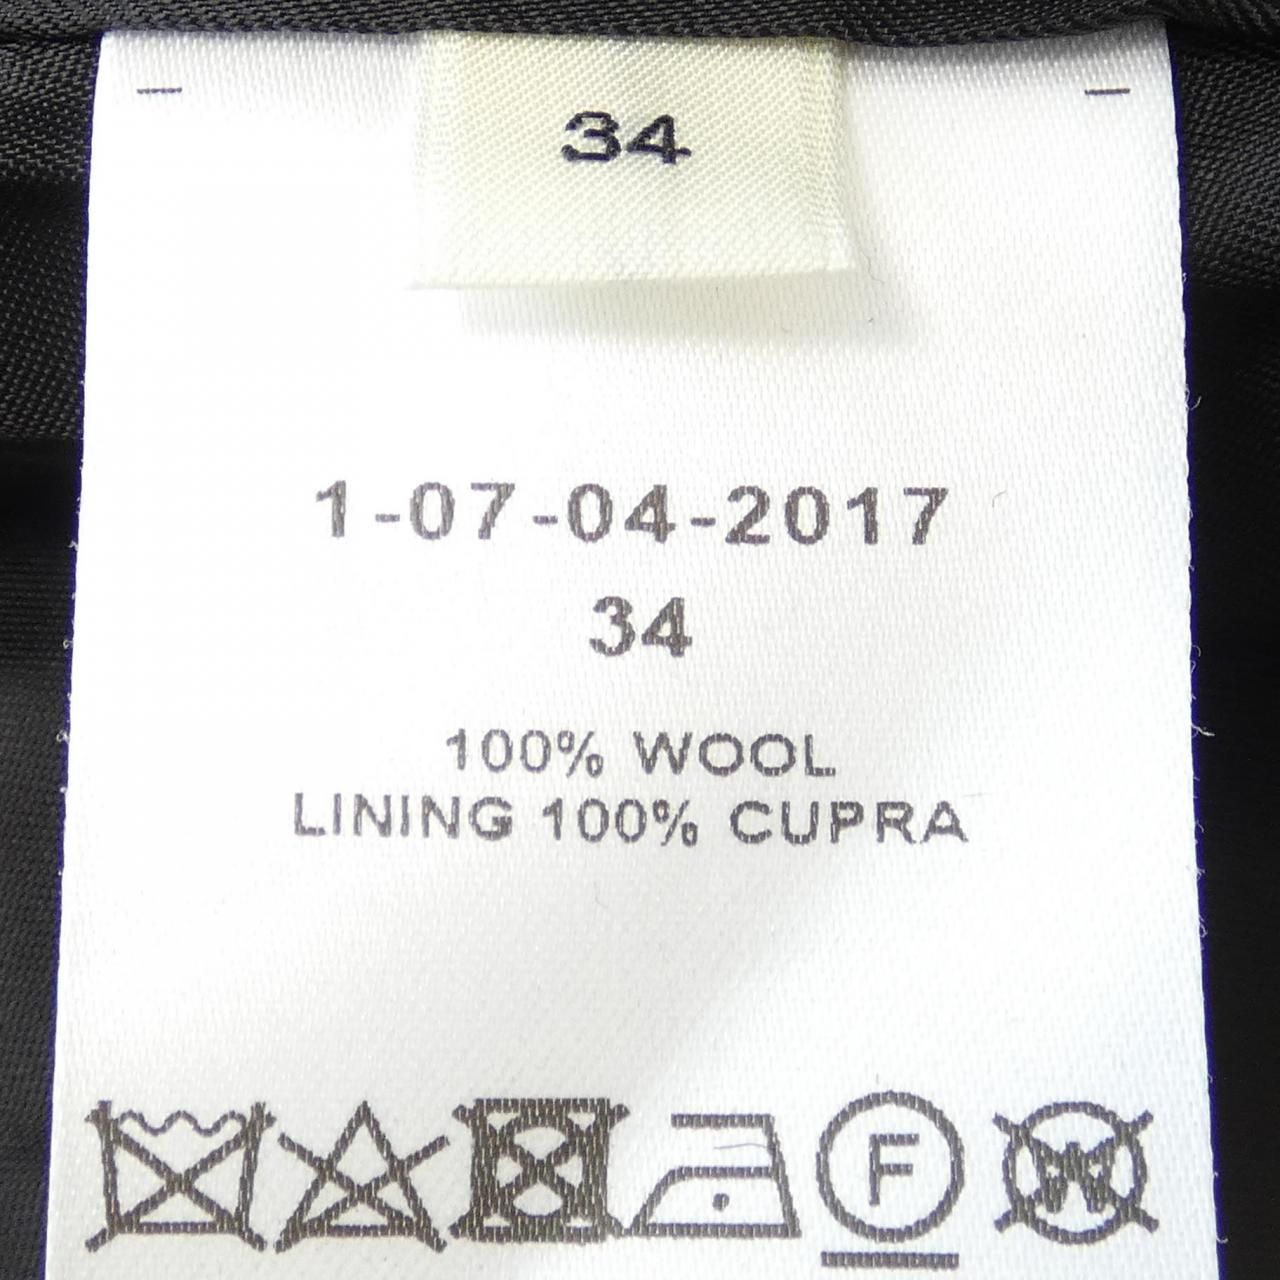 34
1-07-04-2017
34
100% WOOL
LINING 100% CUPRA
F W